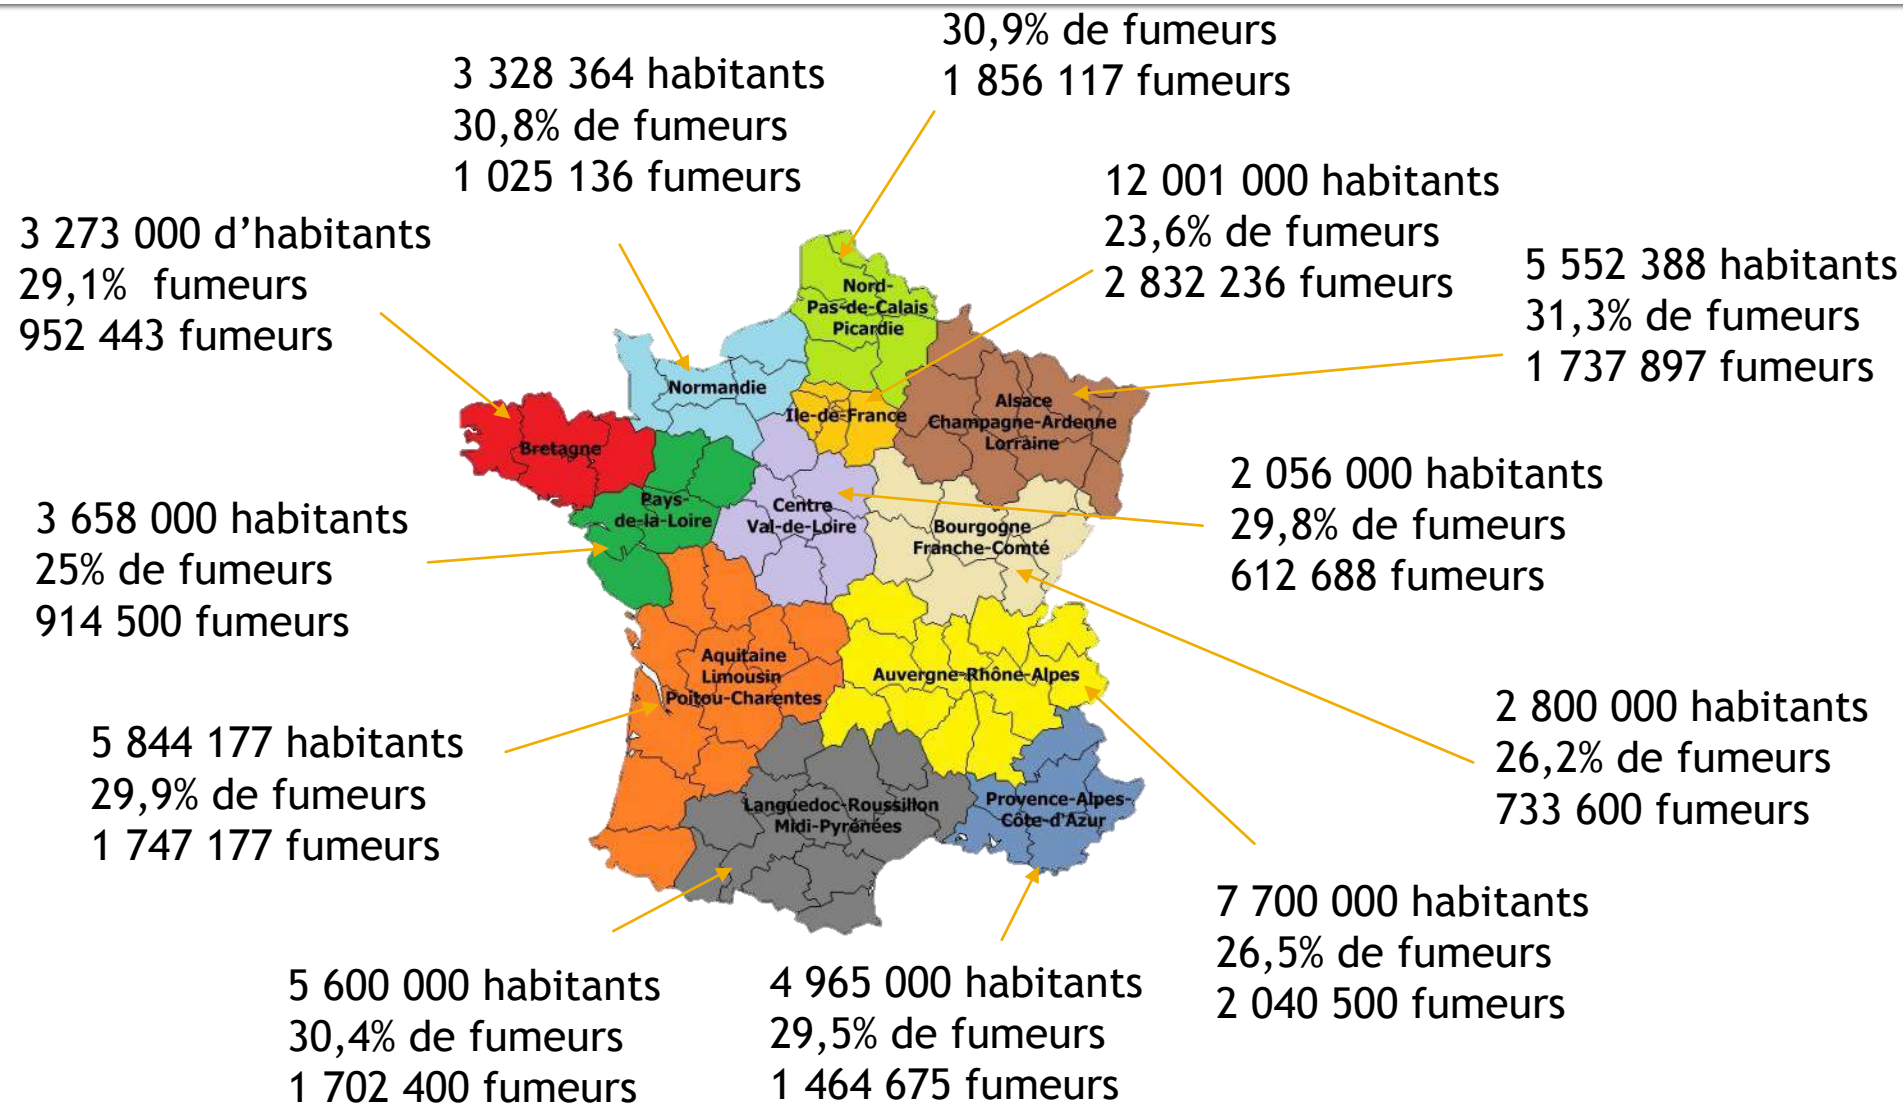 30,9% de fumeurs
1 856 117 fumeurs
3 328 364 habitants
30,8% de fumeurs
1 025 136 fumeurs
12 001 000 habitants
23,6% de fumeurs
2 832 236 fumeurs
3 273 000 d’habitants
29,1%  fumeurs
952 443 fumeurs
5 552 388 habitants
31,3% de fumeurs
1 737 897 fumeurs
Nord-
Pas-de-Calais
Picardie
Normandie
Ile-de-France
Alsace
Champagne-Ardenne
Lorraine
Bretagne
Pays-
de-la-Loire
Centre
Val-de-Loire
Bourgogne
Franche-Comté
2 056 000 habitants
29,8% de fumeurs
612 688 fumeurs
3 658 000 habitants
25% de fumeurs
914 500 fumeurs
Aquitaine
Limousin
Poitou-Charentes
Auvergne-Rhône-Alpes
2 800 000 habitants
26,2% de fumeurs
733 600 fumeurs
5 844 177 habitants
29,9% de fumeurs
1 747 177 fumeurs
Languedoc-Roussillon
Midi-Pyrénées
Provence-Alpes-
Côte-d'Azur
7 700 000 habitants
26,5% de fumeurs
2 040 500 fumeurs
5 600 000 habitants
30,4% de fumeurs
1 702 400 fumeurs
4 965 000 habitants
29,5% de fumeurs
1 464 675 fumeurs